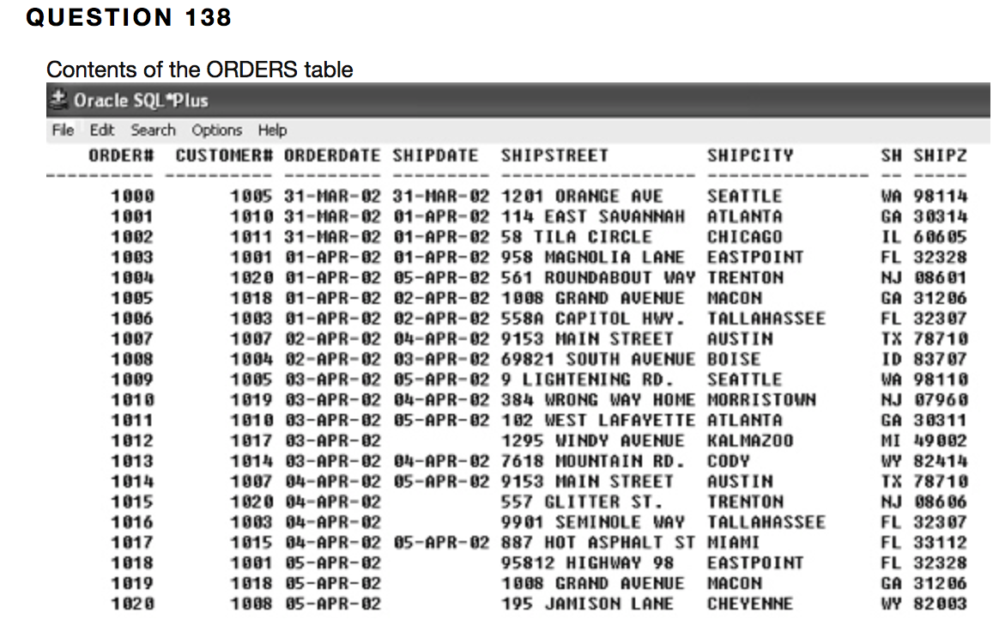 QUESTION 138
Contents of the ORDERS table
Oracle SQL*Plus
File Edit Search Options Help
ORDER# CUSTOMER# ORDERDATE SHIPDATE SHIPSTREET SHIPCITY SH SHIPZ
---------- ---------- --------- --------- ------------------ --------------- -- -----
1000 1005 31-MAR-02 31-MAR-02 1201 ORANGE AVE SEATTLE WA 98114
1001 1010 31-MAR-02 01-APR-02 114 EAST SAVANNAH ATLANTA GA 30314
1002 1011 31-MAR-02 01-APR-02 58 TILA CIRCLE CHICAGO IL 60605
1003 1001 01-APR-02 01-APR-02 958 MAGNOLIA LANE EASTPOINT FL 32328
1004 1020 01-APR-02 05-APR-02 561 ROUNDABOUT WAY TRENTON NJ 08601
1005 1018 01-APR-02 02-APR-02 1008 GRAND AVENUE MACON GA 31206
1006 1003 01-APR-02 02-APR-02 558A CAPITOL HWY. TALLAHASSEE FL 32307
1007 1007 02-APR-02 04-APR-02 9153 MAIN STREET AUSTIN TX 78710
1008 1004 02-APR-02 03-APR-02 69821 SOUTH AVENUE BOISE ID 83707
1009 1005 03-APR-02 05-APR-02 9 LIGHTENING RD. SEATTLE WA 98110
1010 1019 03-APR-02 04-APR-02 384 WRONG WAY HOME MORRISTOWN NJ 07960
1011 1010 03-APR-02 05-APR-02 102 WEST LAFAYETTE ATLANTA GA 30311
1012 1017 03-APR-02 1295 WINDY AVENUE KALMAZOO MI 49002
1013 1014 03-APR-02 04-APR-02 7618 MOUNTAIN RD. CODY WY 82414
1014 1007 04-APR-02 05-APR-02 9153 MAIN STREET AUSTIN TX 78710
1015 1020 04-APR-02 557 GLITTER ST. TRENTON NJ 08606
1016 1003 04-APR-02 9901 SEMINOLE WAY TALLAHASSEE FL 32307
1017 1015 04-APR-02 05-APR-02 887 HOT ASPHALT ST MIAMI FL 33112
1018 1001 05-APR-02 95812 HIGHWAY 98 EASTPOINT FL 32328
1019 1018 05-APR-02 1008 GRAND AVENUE MACON GA 31206
1020 1008 05-APR-02 195 JAMISON LANE CHEYENNE WY 82003